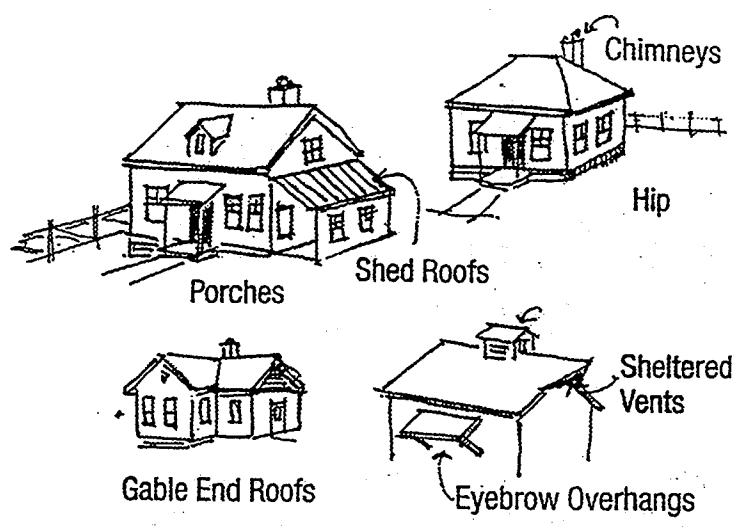 Chimneys
Hip
Shed Roofs
Porches
Sheltered
Vents
Gable End Roofs
Eyebrow Overhangs